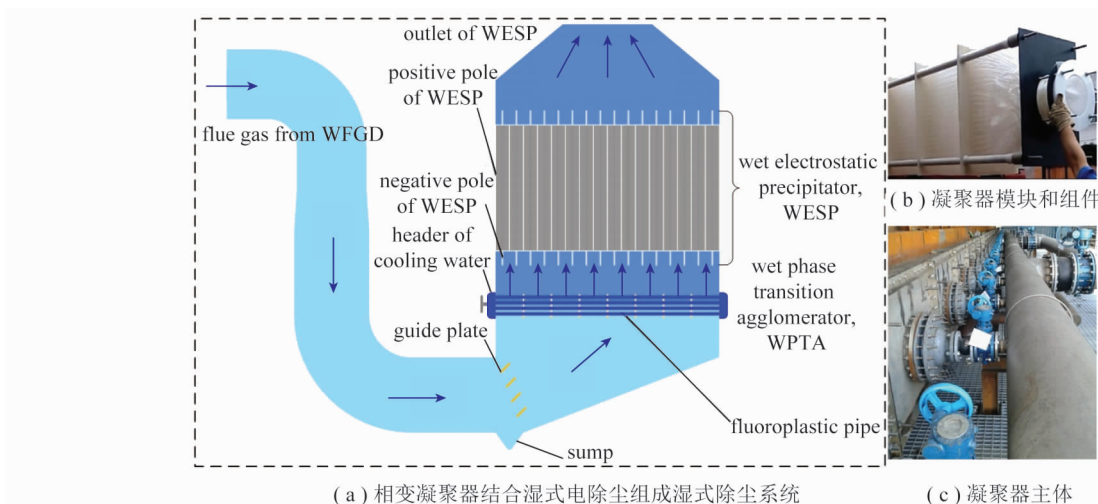 outlet of WESP
positive pole
of WESP
flue gas from WFGD
negative pole
of WESP
header of
cooling water
guide plate
sump
wet electrostatic
precipitator,
WESP
wet phase
transition
agglomerator,
WPTA
fluoroplastic pipe
(a) 相变凝聚器结合湿式电除尘组成湿式除尘系统
(b) 凝聚器模块和组件
(c) 凝聚器主体